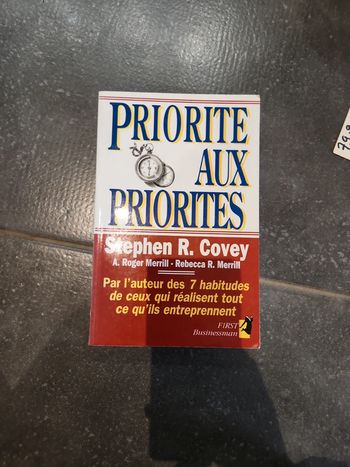 PRIORITE
AUX
PRIORITES
Stephen R. Covey
A. Roger Merrill • Rebecca R. Merrill
Par l'auteur des 7 habitudes
de ceux qui réalisent tout
ce qu'ils entreprennent
FIRST
Businessman